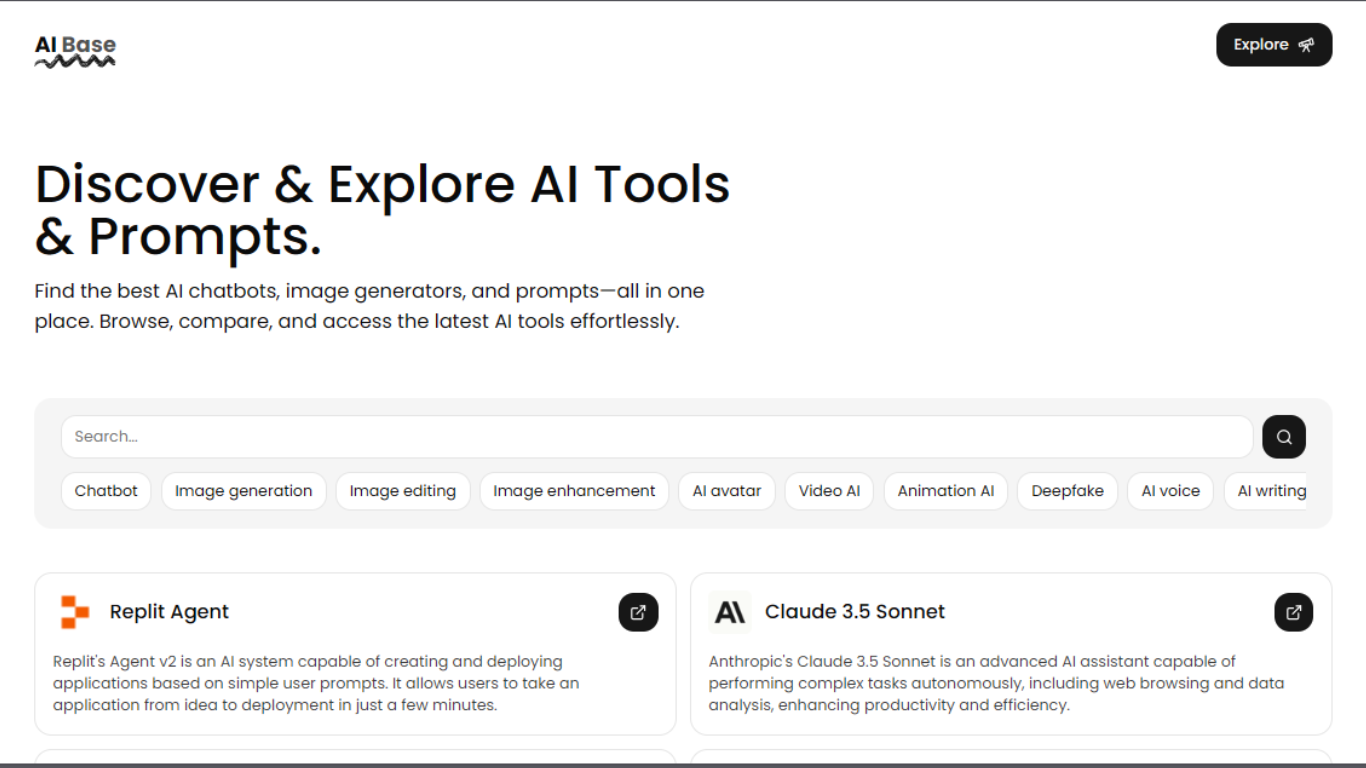 AI Base
Explore
Discover & Explore AI Tools
& Prompts.
Find the best AI chatbots, image generators, and prompts—all in one
place. Browse, compare, and access the latest AI tools effortlessly.
Search...
Chatbot
Image generation
Image editing
Image enhancement
AI avatar
Video AI
Animation AI
Deepfake
AI voice
AI writing
Replit Agent
Replit's Agent v2 is an AI system capable of creating and deploying
applications based on simple user prompts. It allows users to take an
application from idea to deployment in just a few minutes.
Claude 3.5 Sonnet
Anthropic's Claude 3.5 Sonnet is an advanced AI assistant capable of
performing complex tasks autonomously, including web browsing and data
analysis, enhancing productivity and efficiency.